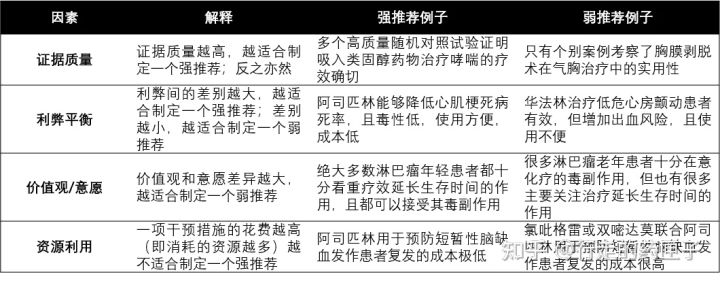 因素 解释 强推荐例子 弱推荐例子
证据质量
证据质量越高，越适合制
定一个强推荐；反之亦然
多个高质量随机对照试验证明
吸入类固醇药物治疗哮喘的疗
效确切
只有个别案例考察了胸膜剥脱
术在气胸治疗中的实用性
利弊平衡
利弊间的差别越大，越适
合制定一个强推荐；差别
越小，越适合制定一个弱
推荐
阿司匹林能够降低心肌梗死病
死率，且毒性低，使用方便，
成本低
华法林治疗低危心房颤动患者
有效，但增加出血风险，且使
用不便
价值观/意愿
价值观和意愿差异越大，
越适合制定一个弱推荐
绝大多数淋巴瘤年轻患者都十
分看重疗效延长生存时间的作
用，且都可以接受其毒副作用
很多淋巴瘤老年患者十分在意
化疗的毒副作用，但也有很多
主要关注治疗延长生存时间的
作用
资源利用
一项干预措施的花费越高
（即消耗的资源越多）越
不适合制定一个强推荐
阿司匹林用于预防短暂性脑缺
血发作患者复发的成本极低
氯吡格雷或双嘧达莫联合阿司
匹林用于预防短暂性脑缺血发
作患者复发的成本很高
知乎